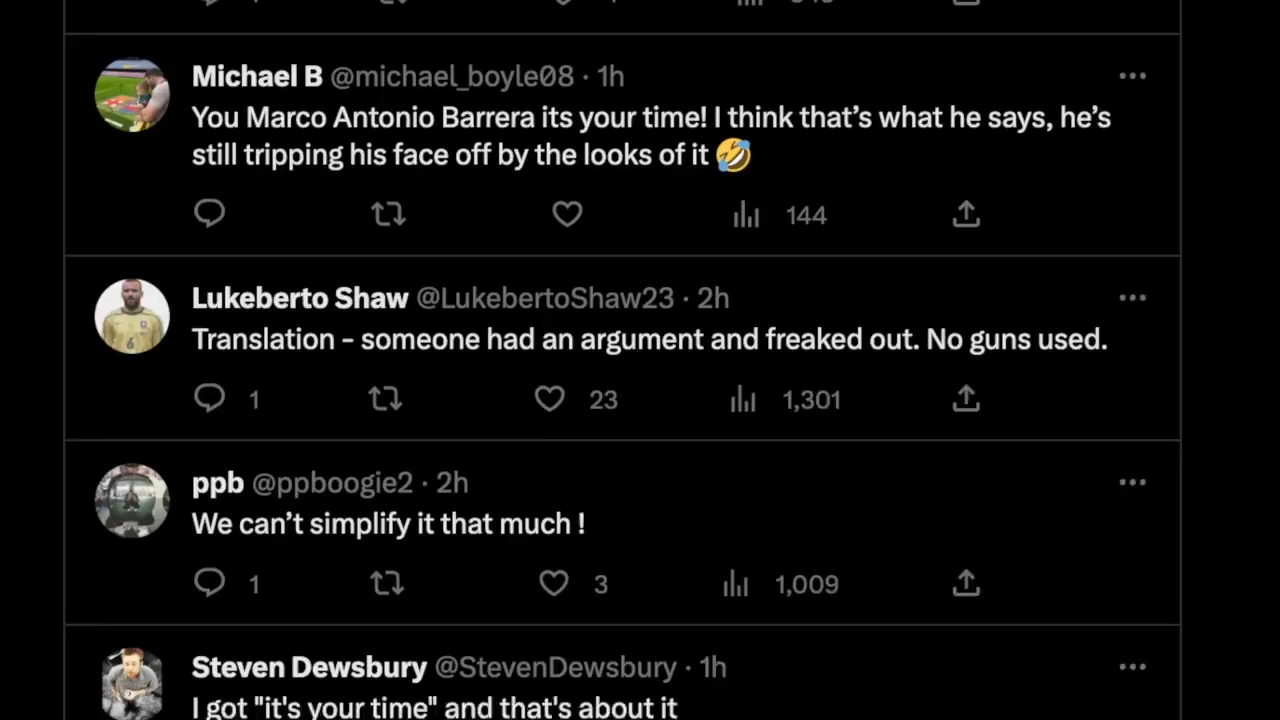 Michael B @michael_boyle08 · 1h
You Marco Antonio Barrera its your time! I think that's what he says, he's
still tripping his face off by the looks of it 🤣
144
Lukeberto Shaw @LukebertoShaw23 · 2h
Translation - someone had an argument and freaked out. No guns used.
1 23 1,301
ppb @ppboogie2 · 2h
We can't simplify it that much !
1 3 1,009
Steven Dewsbury @StevenDewsbury · 1h
I got "it's your time" and that's about it